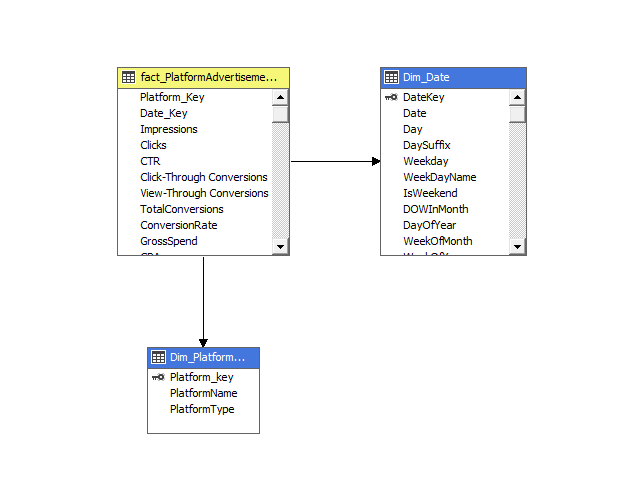 fact_PlatformAdvertiseme...
Platform_Key
Date_Key
Impressions
Clicks
CTR
Click-Through Conversions
View-Through Conversions
TotalConversions
ConversionRate
GrossSpend
Dim_Date
DateKey
Date
Day
DaySuffix
Weekday
WeekDayName
IsWeekend
DOWInMonth
DayOfYear
WeekOfMonth
Dim_Platform...
Platform_key
PlatformName
PlatformType